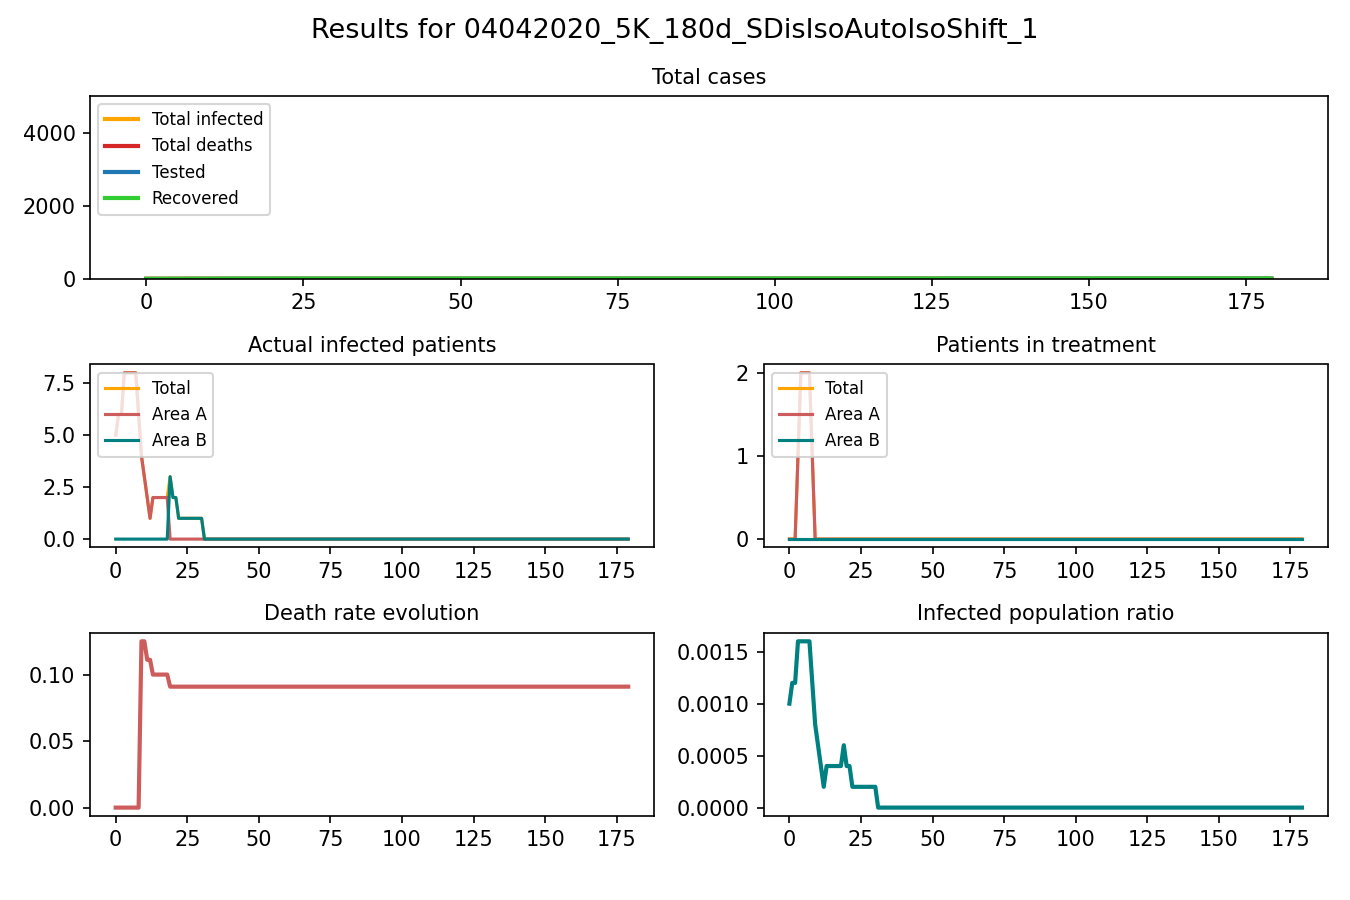 Results for 04042020_5K_180d_SDisIsoAutoIsoShift_1
Total cases
4000
2000
0
Total infected
Total deaths
Tested
Recovered
0 25 50 75 100 125 150 175
Actual infected patients
7.5
5.0
2.5
0.0
Total
Area A
Area B
0 25 50 75 100 125 150 175
Patients in treatment
2
1
0
Total
Area A
Area B
0 25 50 75 100 125 150 175
Death rate evolution
0.10
0.05
0.00
0 25 50 75 100 125 150 175
Infected population ratio
0.0015
0.0010
0.0005
0.0000
0 25 50 75 100 125 150 175